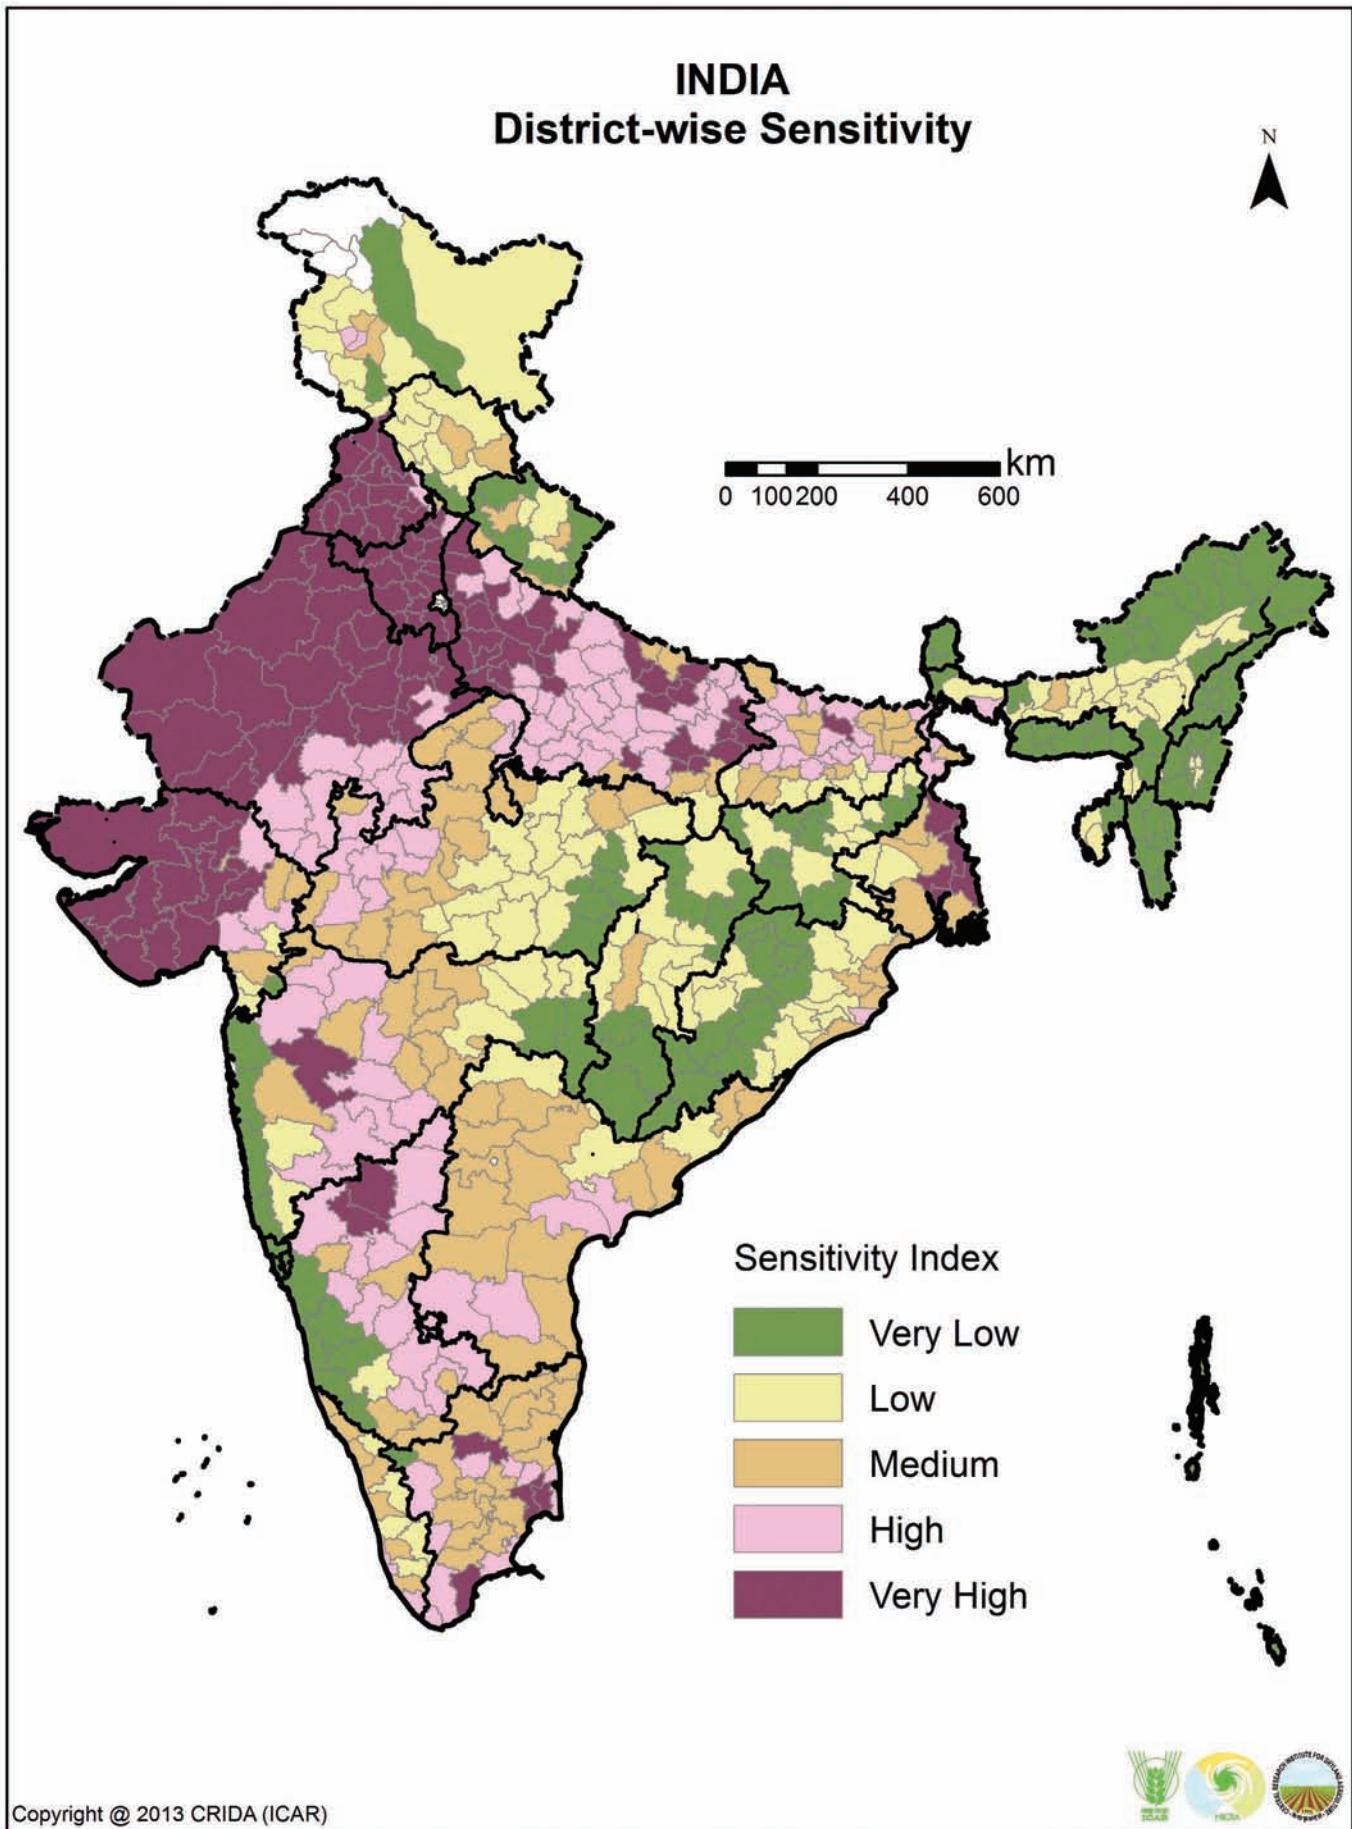 INDIA
District-wise Sensitivity
N
km
0 100 200 400 600
Sensitivity Index
Very Low
Low
Medium
High
Very High
Copyright @ 2013 CRIDA (ICAR)